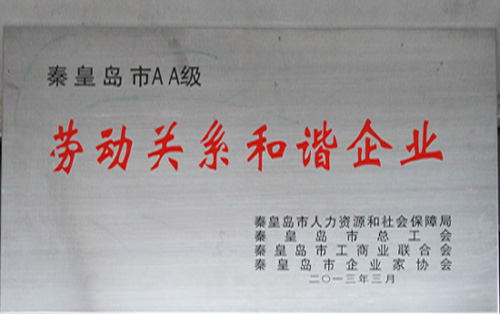 秦皇岛市AA级
劳动关系和谐企业
秦皇岛市人力资源和社会保障局
秦皇岛市总工会
秦皇岛市工商业联合会
秦皇岛市企业家协会
二〇一三年三月